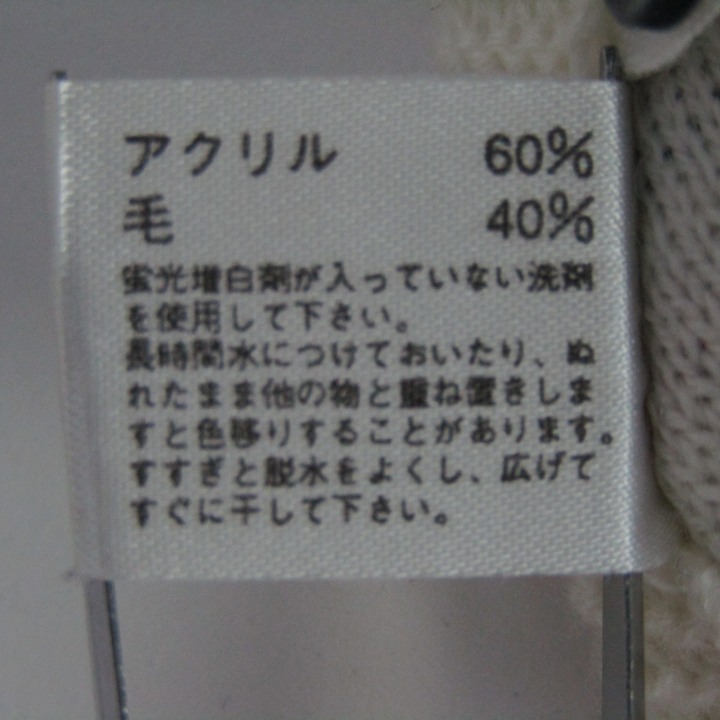 アクリル 60%
毛 40%
蛍光増白剤が入っていない洗剤
を使用して下さい。
長時間水につけておいたり、ぬ
れたまま他の物と重ね置きしま
すと色移りすることがあります。
すすぎと脱水をよくし、広げて
すぐに干して下さい。